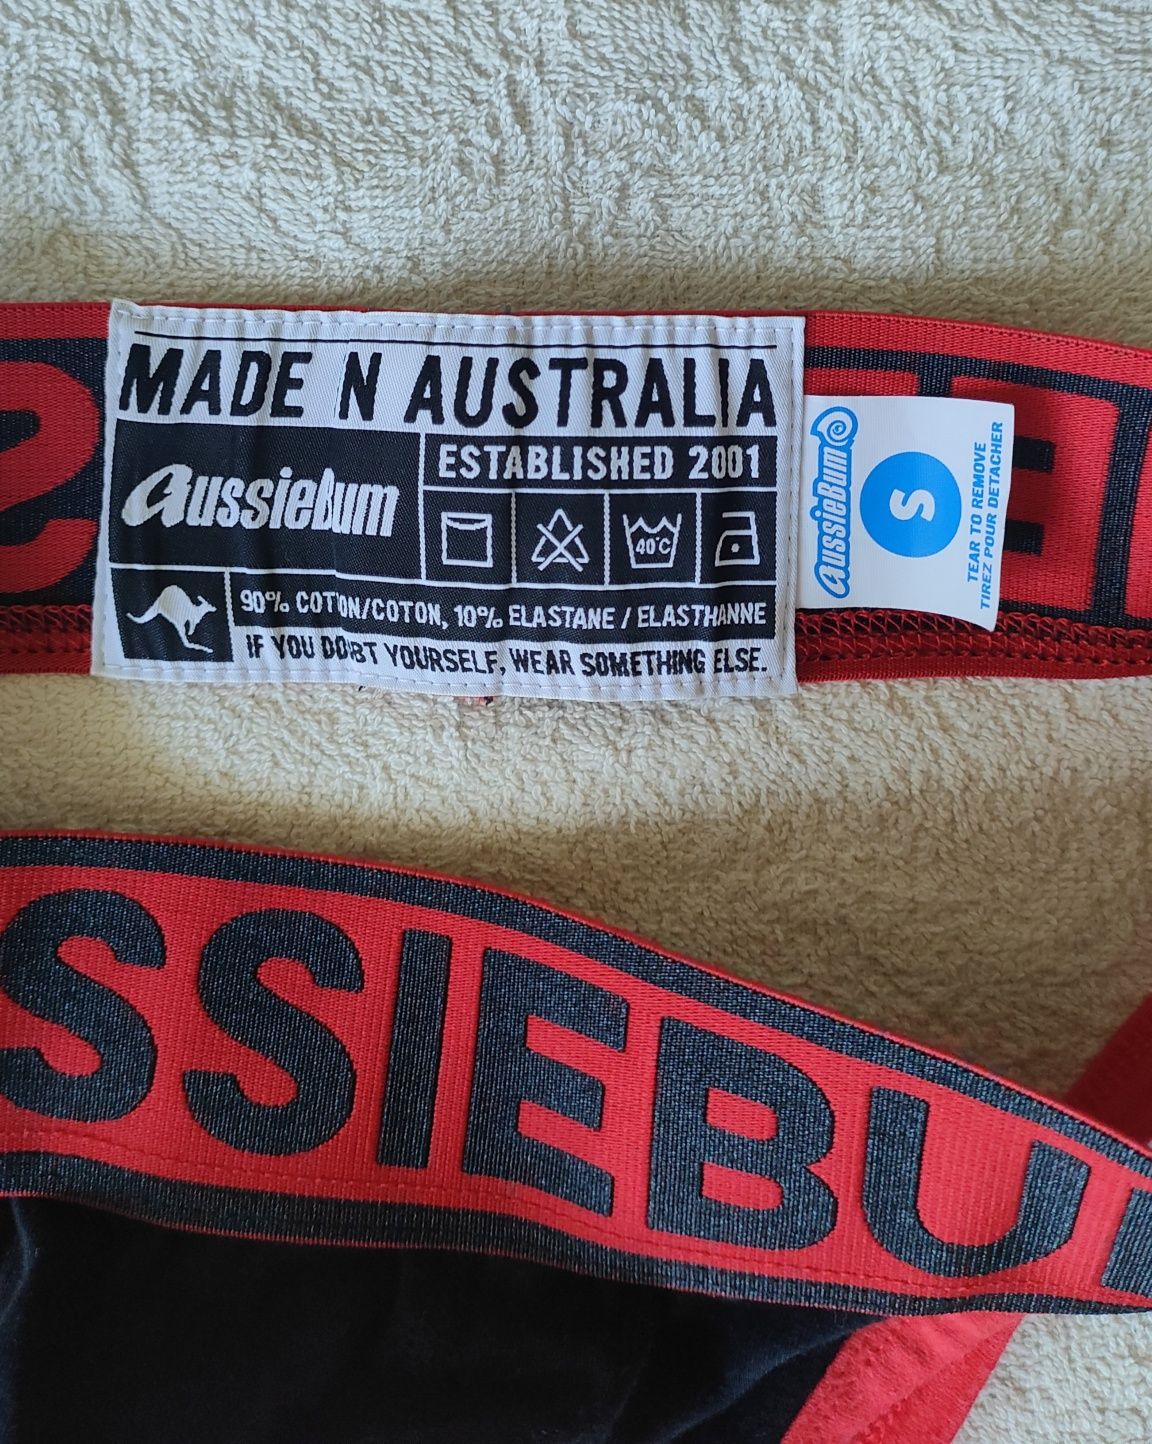 MADE N AUSTRALIA
aussieBum
ESTABLISHED 2001
40°C
90% COTTON/COTON, 10% ELASTANE / ELASTHANNE
IF YOU DOBT YOURSELF, WEAR SOMETHING ELSE.
aussieBum
S
TEAR TO REMOVE
TIREZ POUR DETACHER
SSIEBU